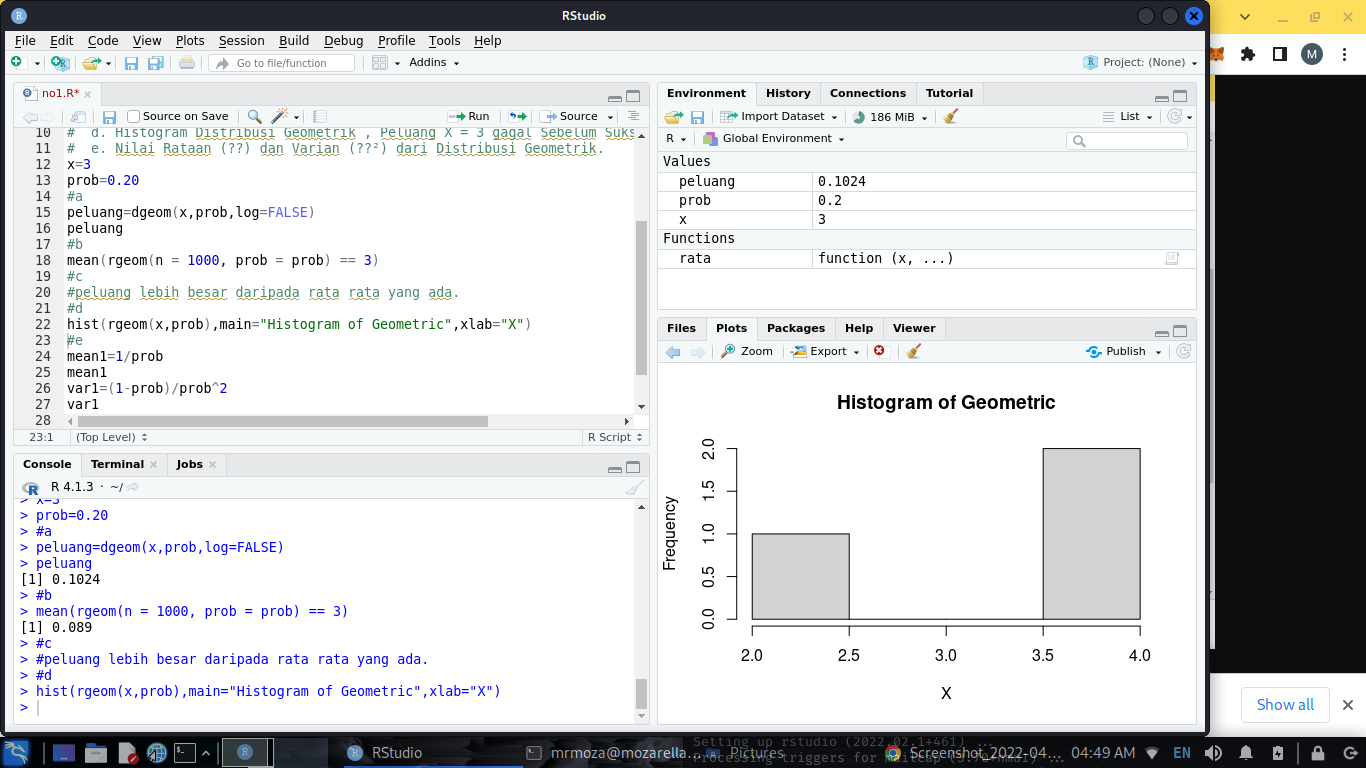 RStudio
File Edit Code View Plots Session Build Debug Profile Tools Help
Go to file/function Addins Project: (None)
no1.R*
Source on Save Run Source
10 # d. Histogram Distribusi Geometrik , Peluang X = 3 gagal Sebelum Suks
11 # e. Nilai Rataan (??) dan Varian (??²) dari Distribusi Geometrik.
12 x=3
13 prob=0.20
14 #a
15 peluang=dgeom(x,prob,log=FALSE)
16 peluang
17 #b
18 mean(rgeom(n = 1000, prob = prob) == 3)
19 #c
20 #peluang lebih besar daripada rata rata yang ada.
21 #d
22 hist(rgeom(x,prob),main="Histogram of Geometric",xlab="X")
23 #e
24 mean1=1/prob
25 mean1
26 var1=(1-prob)/prob^2
27 var1
28
23:1 (Top Level) R Script
Console Terminal Jobs
R 4.1.3 · ~/
> x=3
> prob=0.20
> #a
> peluang=dgeom(x,prob,log=FALSE)
> peluang
[1] 0.1024
> #b
> mean(rgeom(n = 1000, prob = prob) == 3)
[1] 0.089
> #c
> #peluang lebih besar daripada rata rata yang ada.
> #d
> hist(rgeom(x,prob),main="Histogram of Geometric",xlab="X")
>
Environment History Connections Tutorial
Import Dataset 186 MiB List
R Global Environment
Values
peluang 0.1024
prob 0.2
x 3
Functions
rata function (x, ...)
Files Plots Packages Help Viewer
Zoom Export Publish
Histogram of Geometric
Frequency
0.0 0.5 1.0 1.5 2.0
2.0 2.5 3.0 3.5 4.0
X
M
Show all
Setting up rstudio (2022.02.1+461) ...
RStudio mrmoza@mozarella... Pictures Screenshot_2022-04... 04:49 AM EN